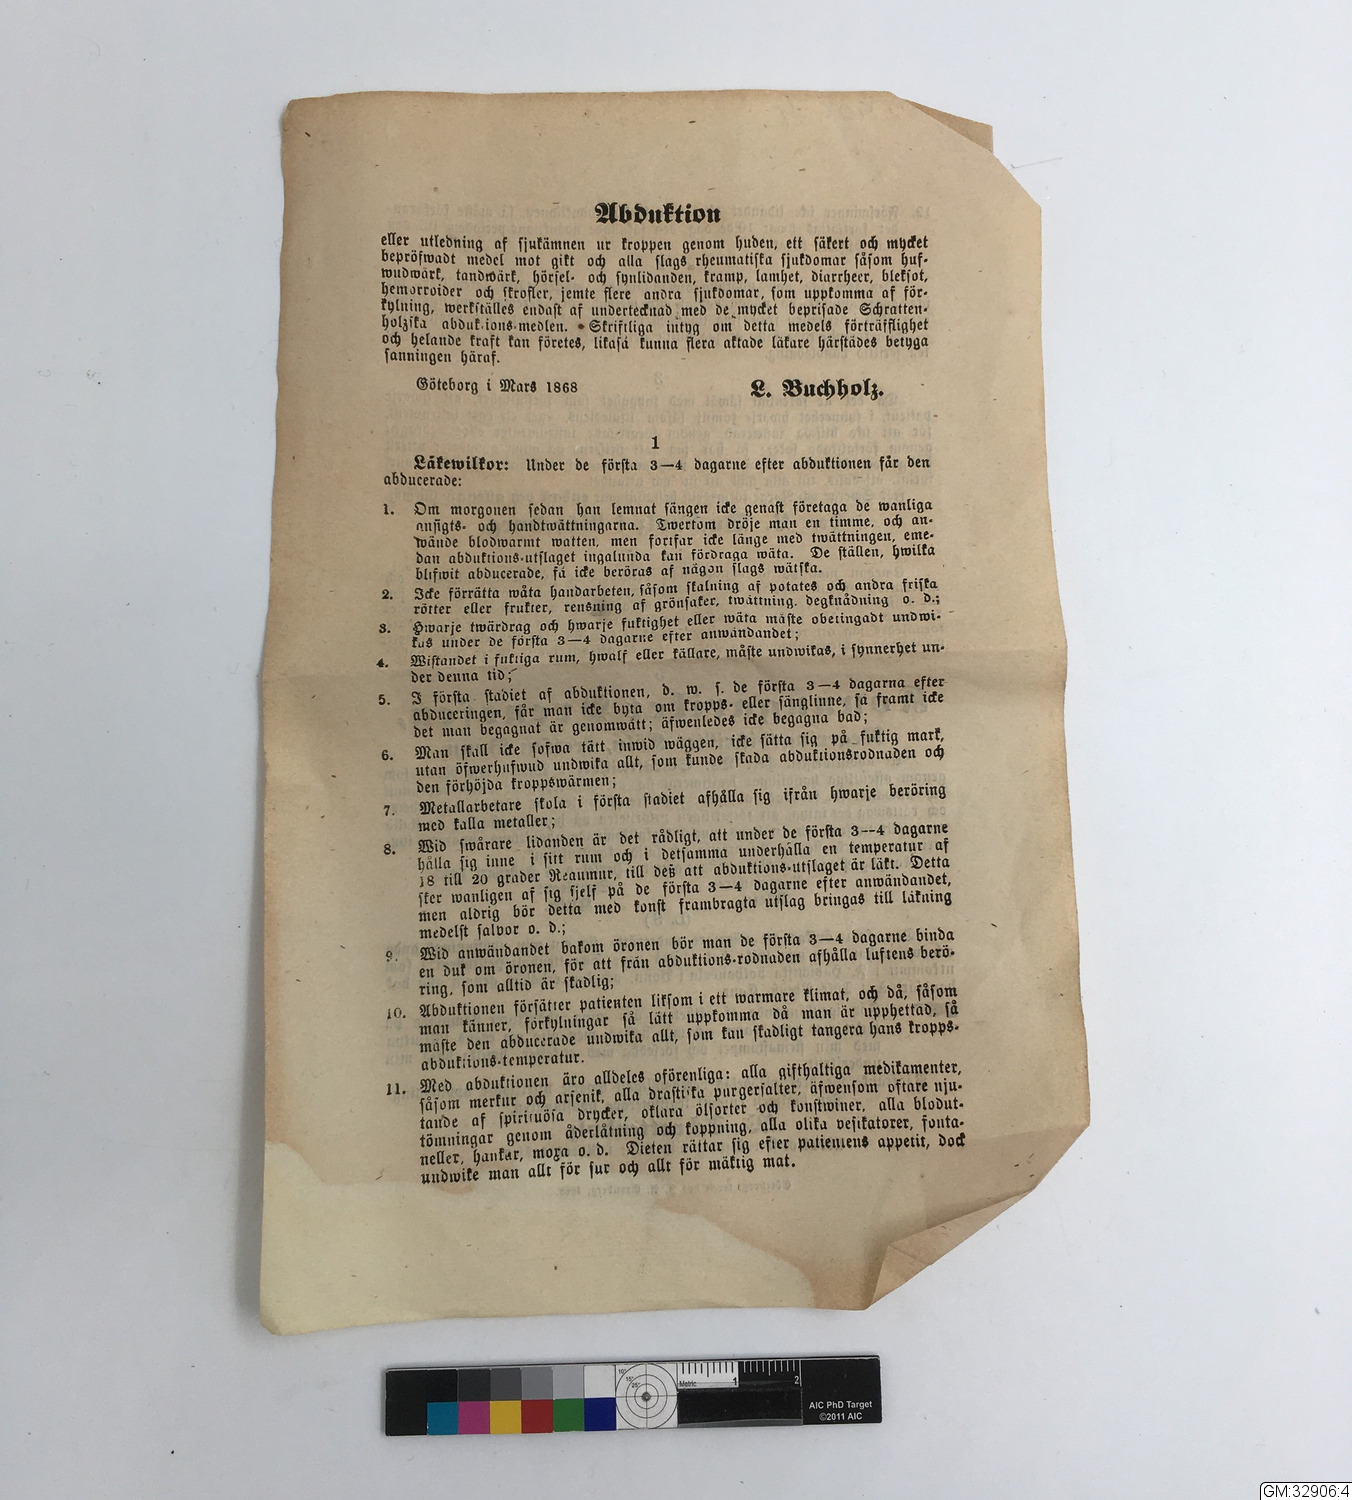 Abduktion
eller utledning af sjukämnen ur kroppen genom huden, ett säkert och mycket
bepröfwadt medel mot gikt och alla slags rheumatiska sjukdomar såsom huf-
wudwärk, tandwärk, hörsel- och synlidanden, kramp, lamhet, diarrheer, bleksot,
hemorroider och skrofler, jemte flere andra sjukdomar, som uppkomma af för-
kylning, werkställes endast af undertecknad med de mycket beprisade Schratten-
holzska abduktions-medlen. Skriftliga intyg om detta medels förträfflighet
och helande kraft kan företes, likaså kunna flera aktade läkare härstädes betyga
sanningen häraf.
Göteborg i Mars 1868
L. Buchholz.
1
Läkewilkor: Under de första 3—4 dagarne efter abduktionen får den
abducerade:
1. Om morgonen sedan han lemnat sängen icke genast företaga de wanliga
ansigts- och handtwättningarna. Twertom dröje man en timme, och an-
wände blodwarmt watten, men fortfar icke länge med twättningen, eme-
dan abduktions-utslaget ingalunda kan fördraga wäta. De ställen, hwilka
blifwit abducerade, få icke beröras af någon slags wätska.
2. Icke förrätta wåta handarbeten, såsom skalning af potates och andra friska
rötter eller frukter, rensning af grönsaker, twättning, degknådning o. d.;
3. Hwarje twärdrag och hwarje fuktighet eller wäta måste obetingadt undwi-
kas under de första 3—4 dagarne efter anwändandet;
4. Wistandet i fuktiga rum, hwalf eller källare, måste undwikas, i synnerhet un-
der denna tid;
5. I första stadiet af abduktionen, d. w. s. de första 3—4 dagarna efter
abduceringen, får man icke byta om kropps- eller sänglinne, så framt icke
det man begagnat är genomwått; äfwenledes icke begagna bad;
6. Man skall icke sofwa tätt inwid wäggen, icke sätta sig på fuktig mark,
utan öfwerhufwud undwika allt, som kunde skada abduktionsrodnaden och
den förhöjda kroppswärmen;
7. Metallarbetare skola i första stadiet afhålla sig ifrån hwarje beröring
med kalla metaller;
8. Wid swårare lidanden är det rådligt, att under de första 3—4 dagarne
hålla sig inne i sitt rum och i detsamma underhålla en temperatur af
18 till 20 grader Reaumur, till deß att abduktions-utslaget är läkt. Detta
sker wanligen af sig sjelf på de första 3—4 dagarne efter anwändandet,
men aldrig bör detta med konst frambragta utslag bringas till läkning
medelst salvor o. d.;
9. Wid anwändandet bakom öronen bör man de första 3—4 dagarne binda
en duk om öronen, för att från abduktions-rodnaden afhålla luftens berö-
ring, som alltid är skadlig;
10. Abduktionen försätter patienten liksom i ett warmare klimat, och då, såsom
man känner, förkylningar så lätt uppkomma då man är upphettad, så
måste den abducerade undwika allt, som kan skadligt tangera hans kropps-
abduktions-temperatur.
11. Med abduktionen äro alldeles oförenliga: alla gifthaltiga medikamenter,
såsom merkur och arsenik, alla drastiska purgersalter, äfwensom oftare nju-
tande af spirituösa drycker, oklara ölsorter och konstwiner, alla blodut-
tömningar genom åderlåtning och koppning, alla olika vesikatorer, fonta-
neller, hankar, moxa o. d. Dieten rättar sig efter patientens appetit, dock
undwike man allt för sur och allt för mäktig mat.
Metric
1
2
AIC PhD Target
©2011 AIC
GM:32906:4